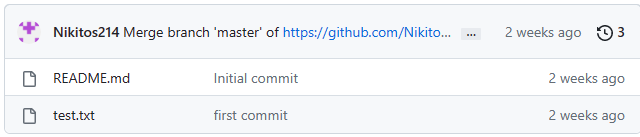 Nikitos214 Merge branch 'master' of https://github.com/Nikito... ... 2 weeks ago 3
README.md Initial commit 2 weeks ago
test.txt first commit 2 weeks ago